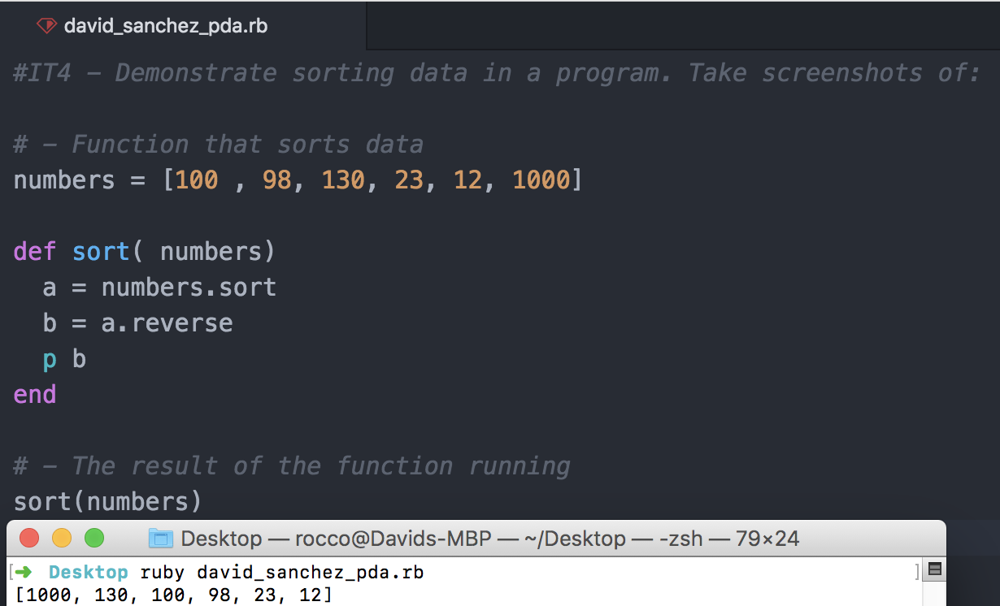 david_sanchez_pda.rb
#IT4 - Demonstrate sorting data in a program. Take screenshots of:
# - Function that sorts data
numbers = [100 , 98, 130, 23, 12, 1000]
def sort( numbers)
  a = numbers.sort
  b = a.reverse
  p b
end
# - The result of the function running
sort(numbers)
Desktop — rocco@Davids-MBP — ~/Desktop — -zsh — 79×24
[➜  Desktop ruby david_sanchez_pda.rb ]
[1000, 130, 100, 98, 23, 12]